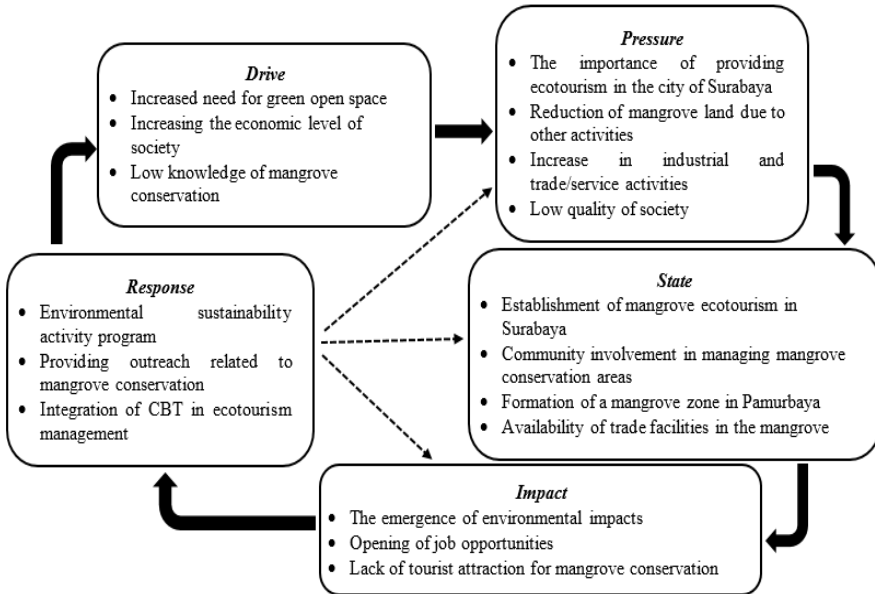 Drive
• Increased need for green open space
• Increasing the economic level of
society
• Low knowledge of mangrove
conservation
Pressure
• The importance of providing
ecotourism in the city of Surabaya
• Reduction of mangrove land due to
other activities
• Increase in industrial and
trade/service activities
• Low quality of society
State
• Establishment of mangrove ecotourism in
Surabaya
• Community involvement in managing mangrove
conservation areas
• Formation of a mangrove zone in Pamurbaya
• Availability of trade facilities in the mangrove
Impact
• The emergence of environmental impacts
• Opening of job opportunities
• Lack of tourist attraction for mangrove conservation
Response
• Environmental sustainability
activity program
• Providing outreach related to
mangrove conservation
• Integration of CBT in ecotourism
management